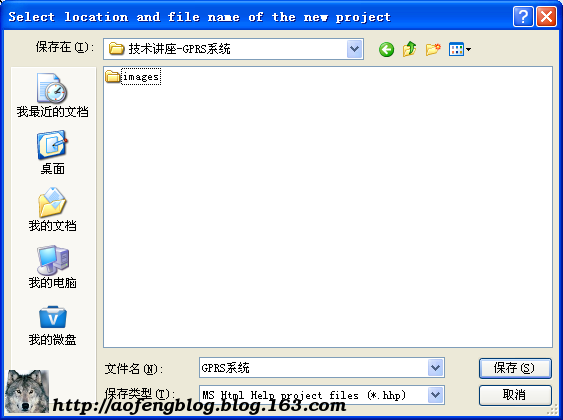 Select location and file name of the new project
保存在(I):
技术讲座-GPRS系统
我最近的文档
images
桌面
我的文档
我的电脑
我的微盘
文件名(N):
GPRS系统
保存(S)
保存类型(T):
MS Html Help project files (*.hhp)
取消
http://aofengblog.blog.163.com